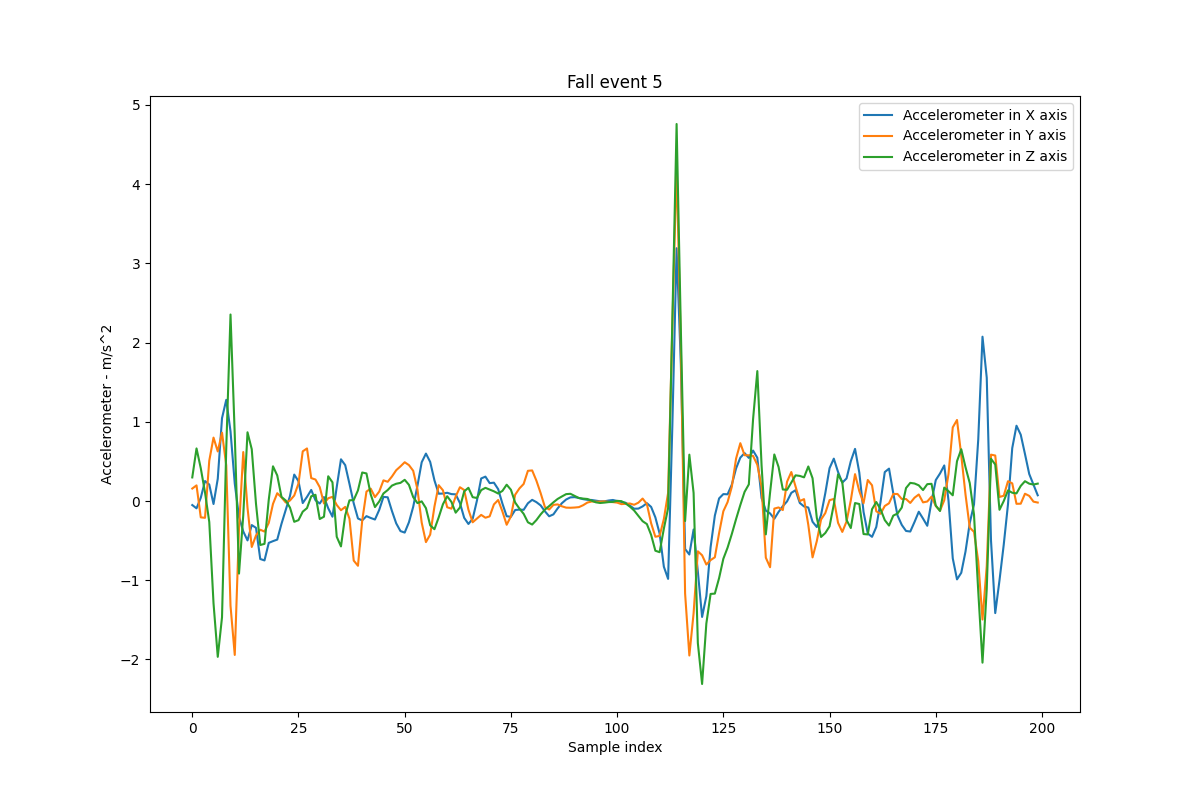 Fall event 5
Accelerometer in X axis
Accelerometer in Y axis
Accelerometer in Z axis
Accelerometer - m/s^2
5
4
3
2
1
0
−1
−2
0 25 50 75 100 125 150 175 200
Sample index